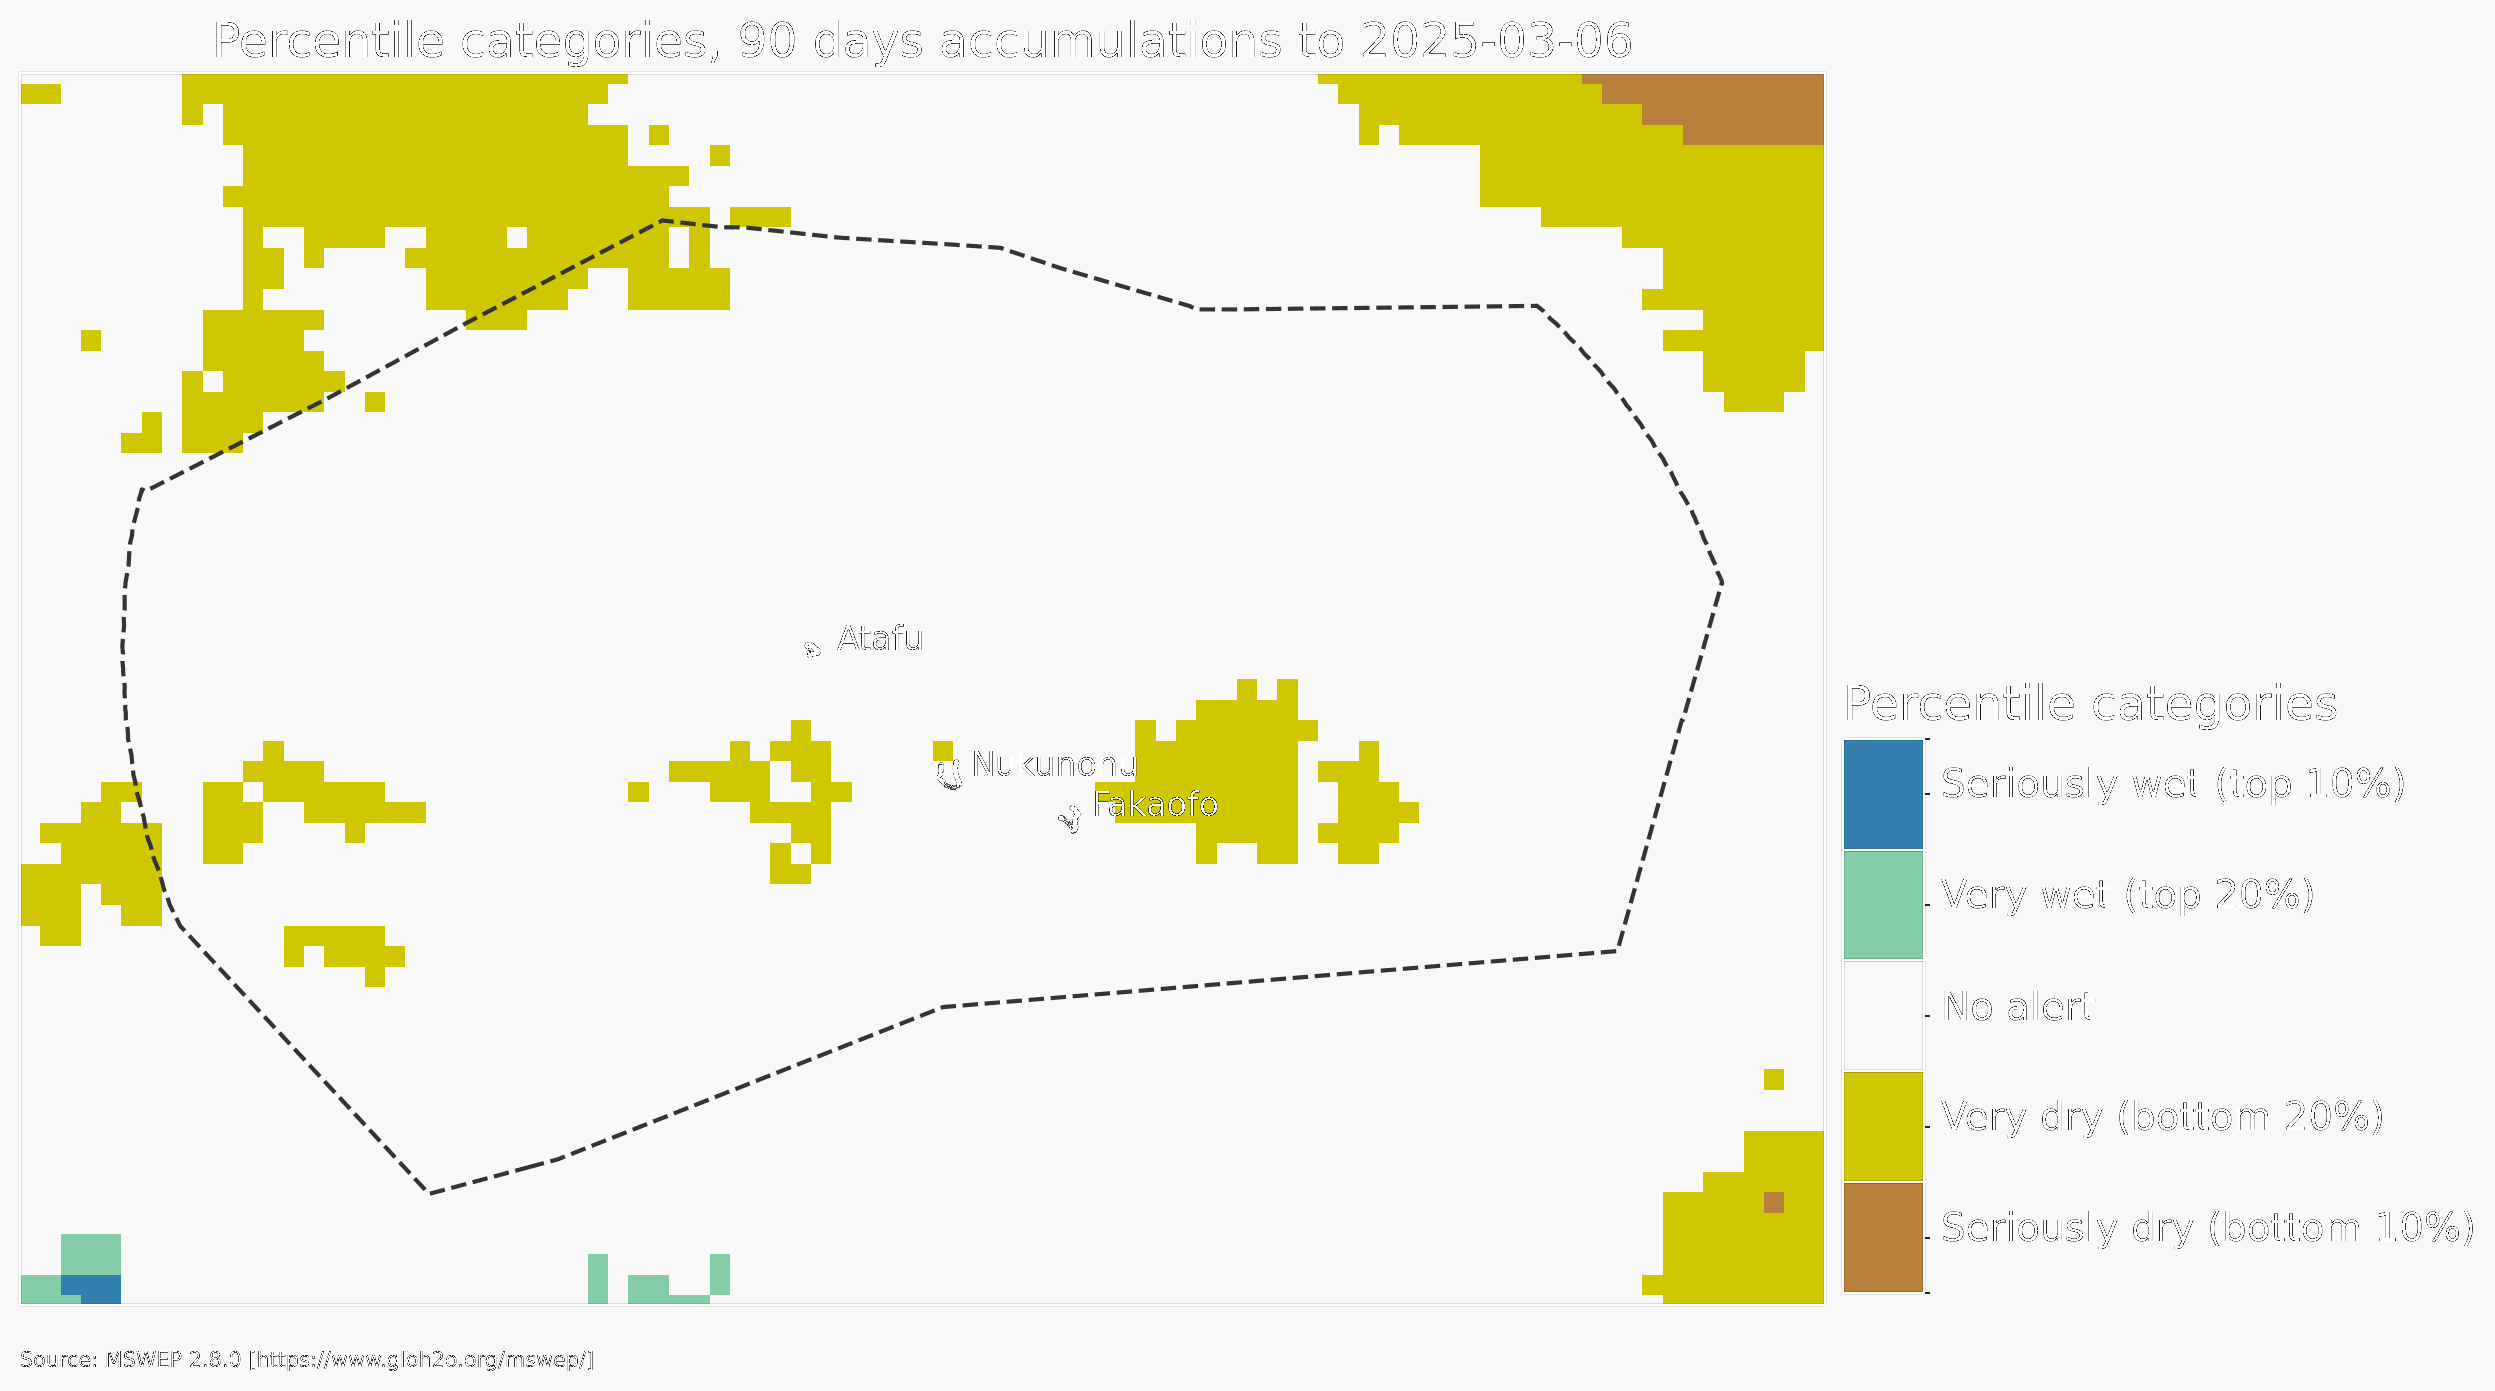 Percentile categories, 90 days accumulations to 2025-03-06
Atafu
Nukunonu
Fakaofo
Percentile categories
Seriously wet (top 10%)
Very wet (top 20%)
No alert
Very dry (bottom 20%)
Seriously dry (bottom 10%)
Source: MSWEP 2.8.0 [https://www.gloh2o.org/mswep/]